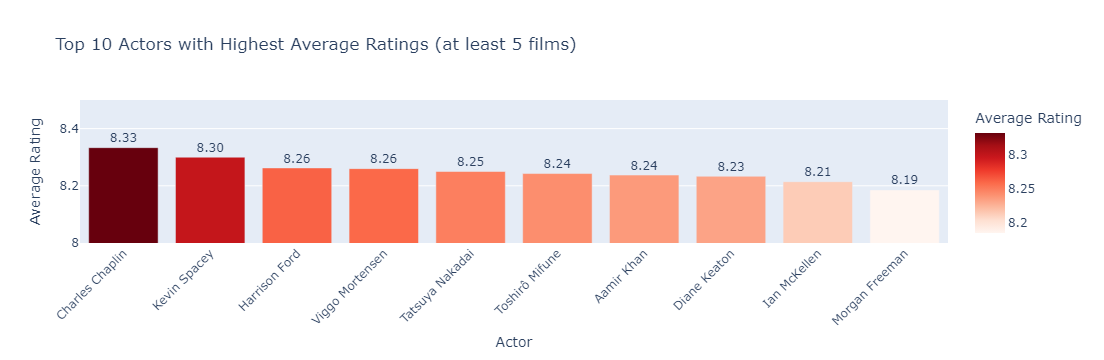 Top 10 Actors with Highest Average Ratings (at least 5 films)
Average Rating
8.4
8.2
8
8.33
8.30
8.26
8.26
8.25
8.24
8.24
8.23
8.21
8.19
Charles Chaplin
Kevin Spacey
Harrison Ford
Viggo Mortensen
Tatsuya Nakadai
Toshirô Mifune
Aamir Khan
Diane Keaton
Ian McKellen
Morgan Freeman
Actor
Average Rating
8.3
8.25
8.2